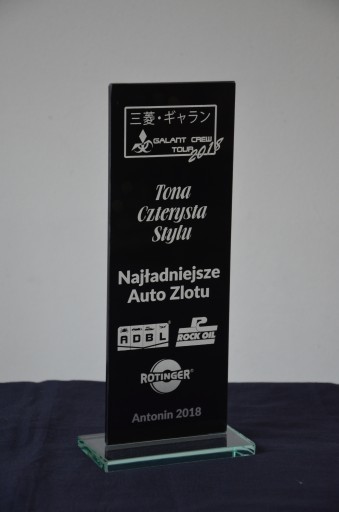 三菱・ギャラン
GALANT CREW
TOUR 2018
Tona
Czterysta
Stylu
Najładniejsze
Auto Zlotu
ADBL
ROCK OIL
ROTINGER
Antonin 2018